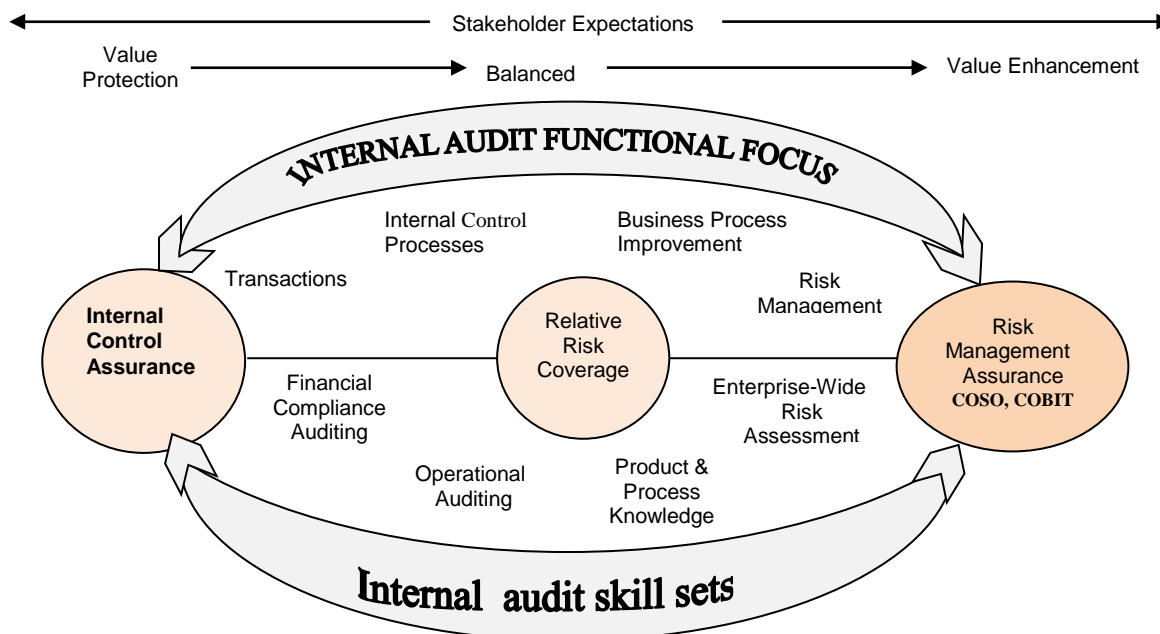 Stakeholder Expectations
Value
Protection
Balanced
Value Enhancement
INTERNAL AUDIT FUNCTIONAL FOCUS
Internal Control
Processes
Business Process
Improvement
Transactions
Risk
Management
Internal
Control
Assurance
Relative
Risk
Coverage
Risk
Management
Assurance
COSO, COBIT
Financial
Compliance
Auditing
Enterprise-Wide
Risk
Assessment
Operational
Auditing
Product &
Process
Knowledge
Internal audit skill sets